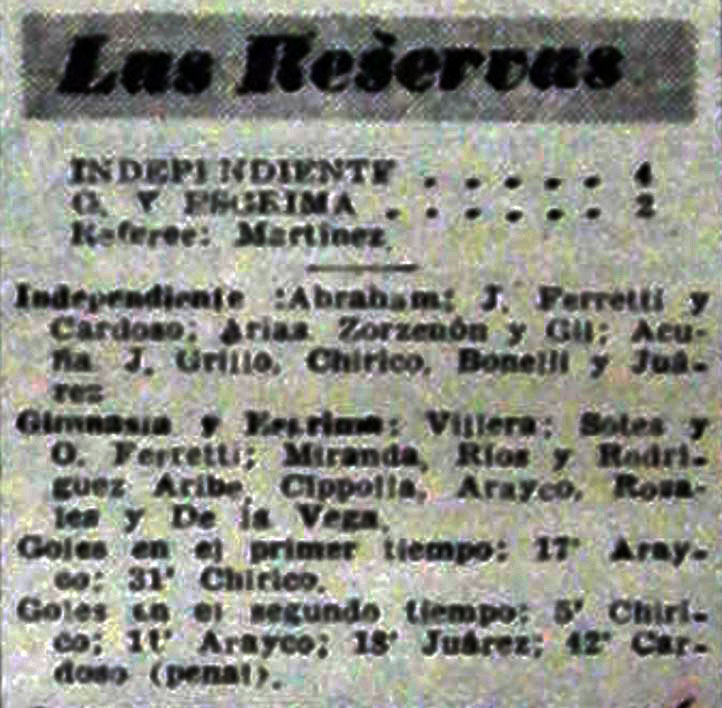 Las Reservas
INDEPENDIENTE . . . . . 4
G. Y ESGRIMA . . . . . . 2
Referee: Martínez.
Independiente :Abraham; J. Ferretti y
Cardoso; Arias Zorzenón y Gil; Acu-
ña J. Grillo, Chirico, Bonelli y Juá-
rez
Gimnasia y Esgrima: Villera; Soles y
O. Ferretti; Miranda, Ríos y Rodrí-
guez Aribe, Cippolla, Arayco, Rosa-
les y De la Vega.
Goles en el primer tiempo: 17' Aray-
co; 31' Chirico.
Goles en el segundo tiempo: 5' Chiri-
co; 11' Arayco; 18' Juárez; 42' Car-
doso (penal).